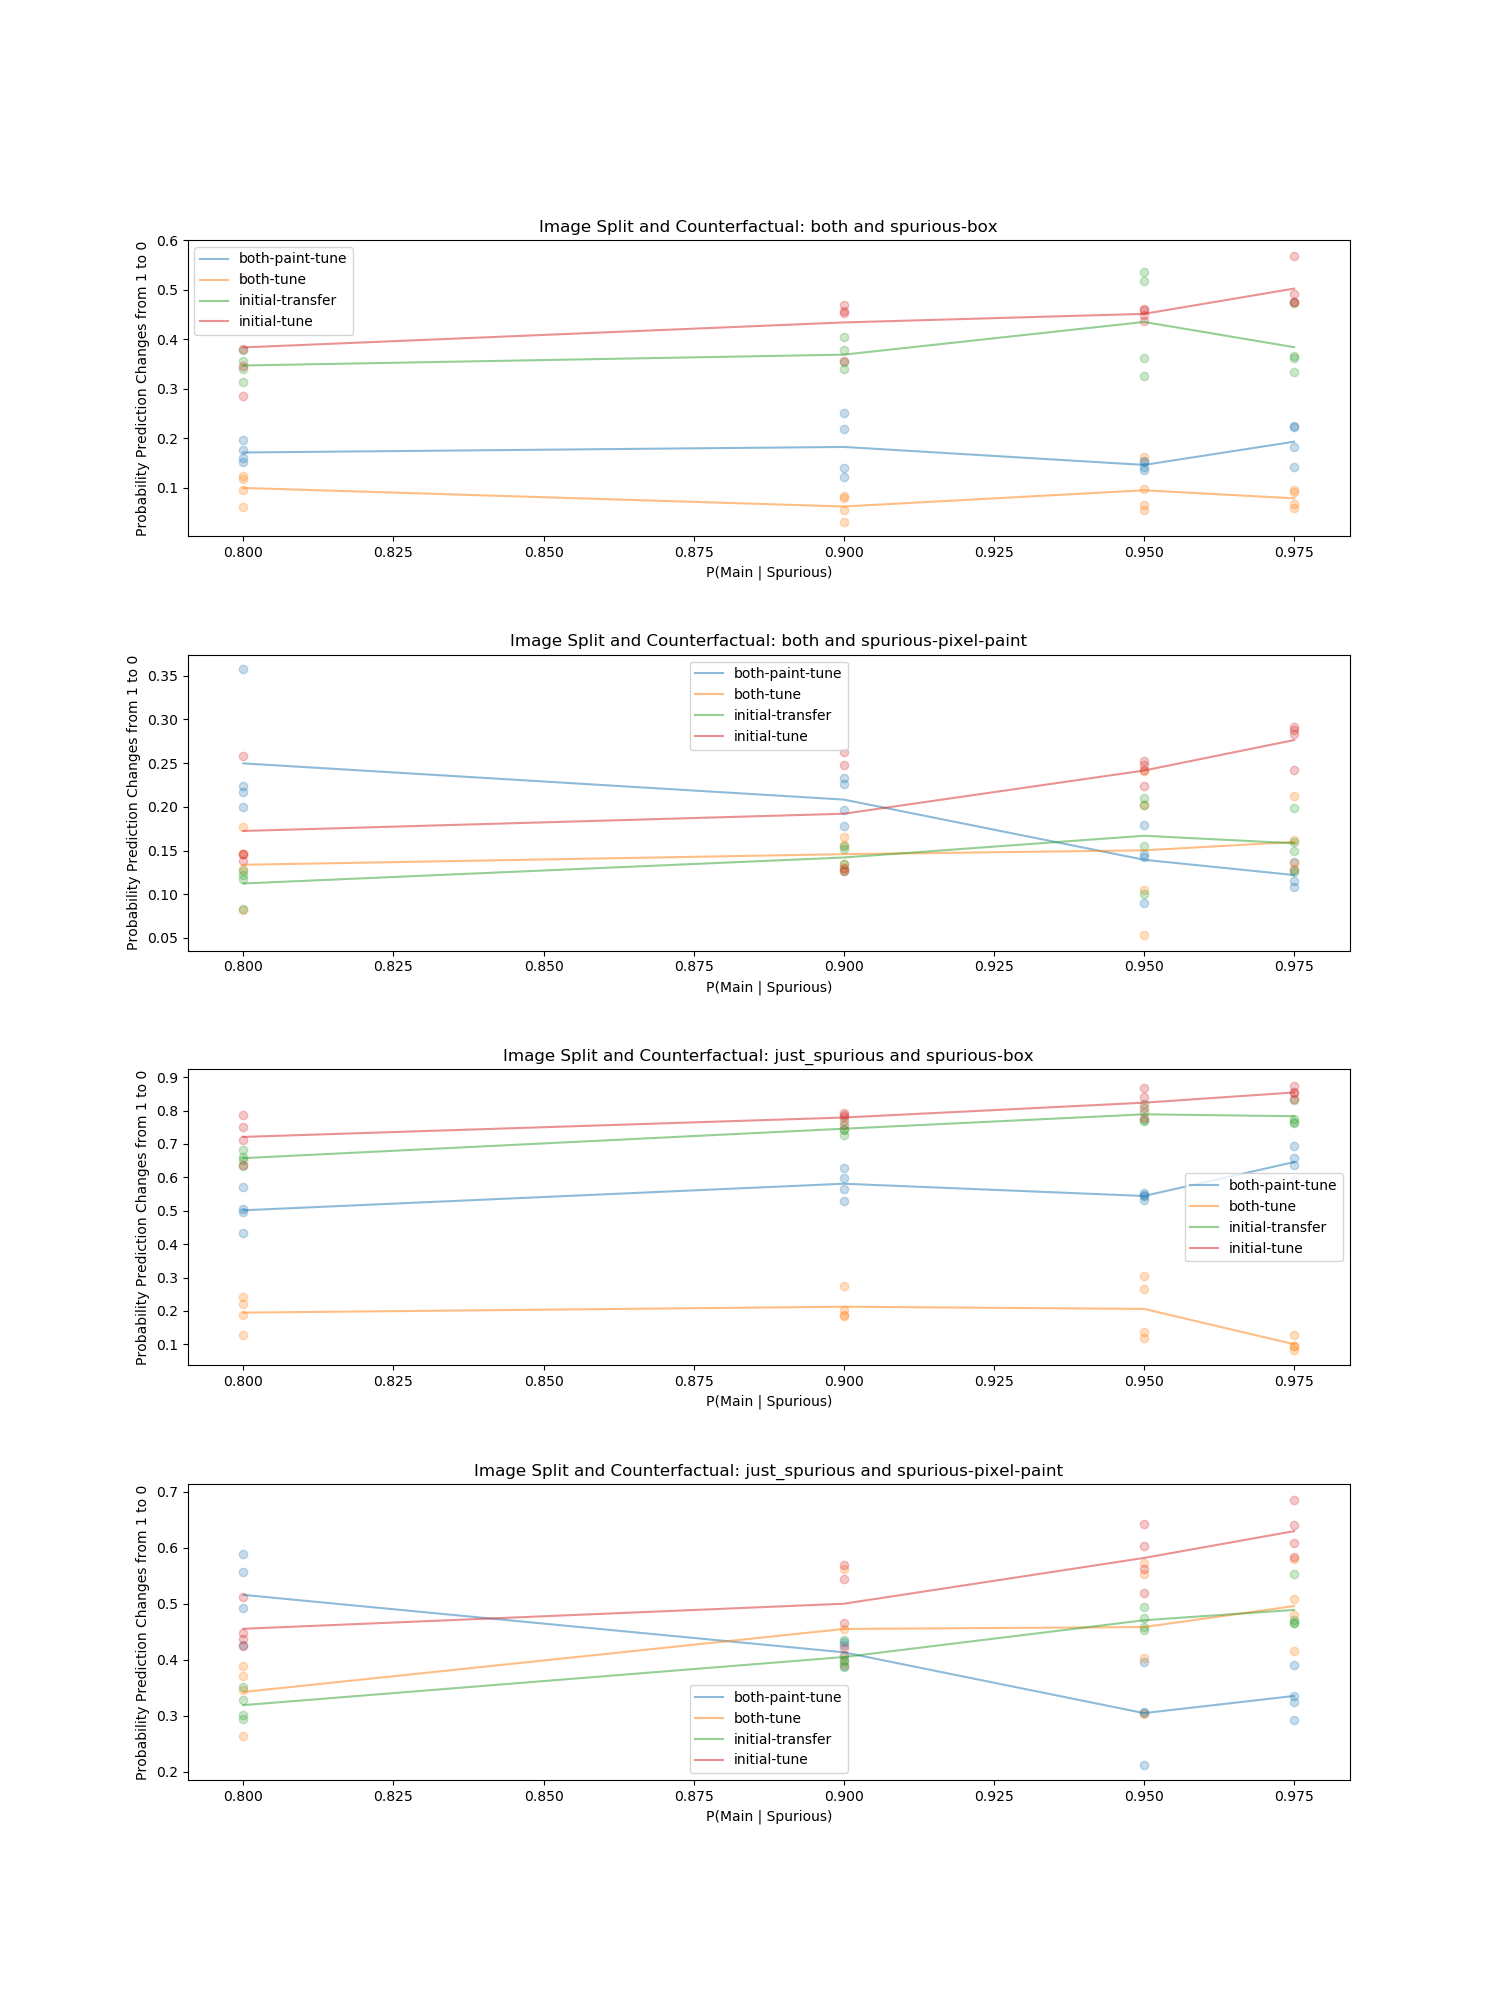 Image Split and Counterfactual: both and spurious-box
Probability Prediction Changes from 1 to 0
0.6
0.5
0.4
0.3
0.2
0.1
both-paint-tune
both-tune
initial-transfer
initial-tune
0.800 0.825 0.850 0.875 0.900 0.925 0.950 0.975
P(Main | Spurious)
Image Split and Counterfactual: both and spurious-pixel-paint
Probability Prediction Changes from 1 to 0
0.35
0.30
0.25
0.20
0.15
0.10
0.05
both-paint-tune
both-tune
initial-transfer
initial-tune
0.800 0.825 0.850 0.875 0.900 0.925 0.950 0.975
P(Main | Spurious)
Image Split and Counterfactual: just_spurious and spurious-box
Probability Prediction Changes from 1 to 0
0.9
0.8
0.7
0.6
0.5
0.4
0.3
0.2
0.1
both-paint-tune
both-tune
initial-transfer
initial-tune
0.800 0.825 0.850 0.875 0.900 0.925 0.950 0.975
P(Main | Spurious)
Image Split and Counterfactual: just_spurious and spurious-pixel-paint
Probability Prediction Changes from 1 to 0
0.7
0.6
0.5
0.4
0.3
0.2
both-paint-tune
both-tune
initial-transfer
initial-tune
0.800 0.825 0.850 0.875 0.900 0.925 0.950 0.975
P(Main | Spurious)